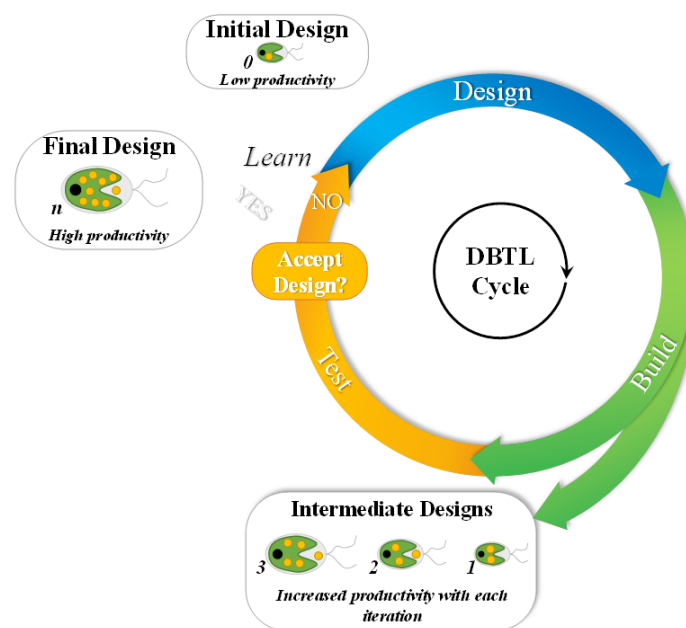 Initial Design
0
Low productivity
Design
Final Design
n
High productivity
Learn
YES
NO
Accept
Design?
DBTL
Cycle
Test
Build
Intermediate Designs
3
2
1
Increased productivity with each
iteration